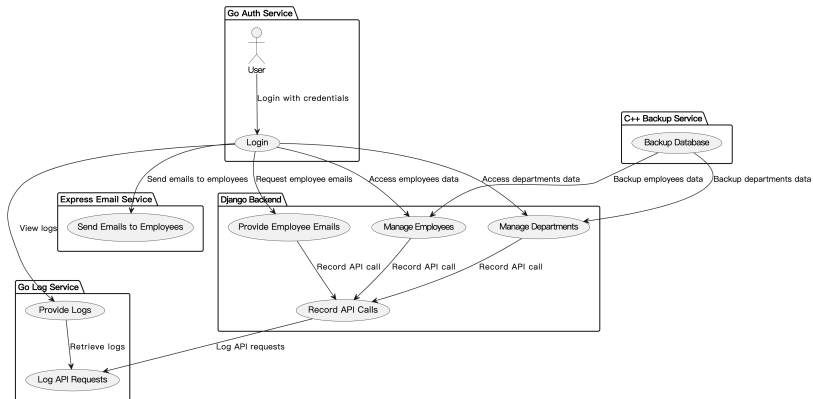 Go Auth Service
User
Login with credentials
Login
C++ Backup Service
Backup Database
Send emails to employees
Request employee emails
Access employees data
Access departments data
Backup employees data
Backup departments data
Express Email Service
Send Emails to Employees
Django Backend
Provide Employee Emails
Manage Employees
Manage Departments
View logs
Record API call
Record API call
Record API call
Go Log Service
Provide Logs
Record API Calls
Retrieve logs
Log API requests
Log API Requests